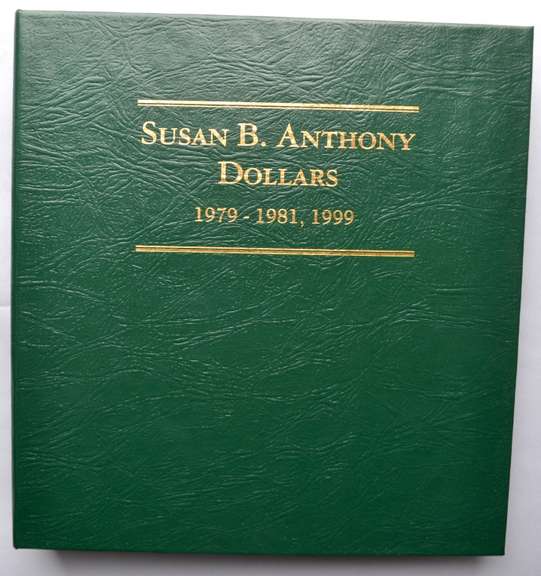 SUSAN B. ANTHONY
DOLLARS
1979 - 1981, 1999